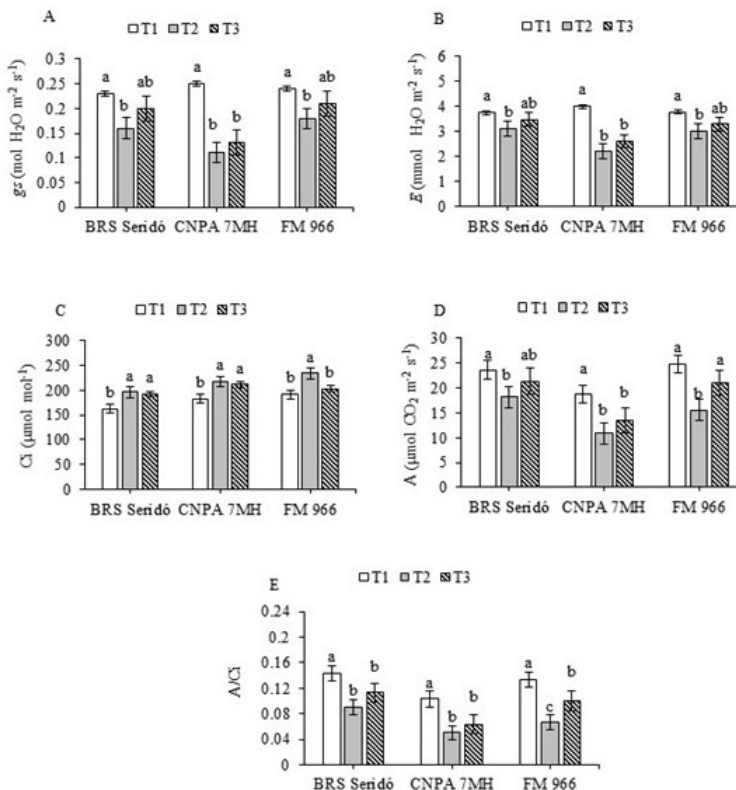 A
□T1 ▨T2 ▧T3
gs (mol H₂O m⁻² s⁻¹)
0.3
0.25
0.2
0.15
0.1
0.05
0
a b ab
a b b
a b ab
BRS Seridó CNPA 7MH FM 966
B
□T1 ▨T2 ▧T3
E (mmol H₂O m⁻² s⁻¹)
6
5
4
3
2
1
0
a b ab
a b b
a b ab
BRS Seridó CNPA 7MH FM 966
C
□T1 ▨T2 ▧T3
Ci (µmol mol⁻¹)
300
250
200
150
100
50
0
b a a
b a a
b a b
BRS Seridó CNPA 7MH FM 966
D
□T1 ▨T2 ▧T3
A (µmol CO₂ m⁻² s⁻¹)
30
25
20
15
10
5
0
a b ab
a b b
a b a
BRS Seridó CNPA 7MH FM 966
E
□T1 ▨T2 ▧T3
A/Ci
0.24
0.2
0.16
0.12
0.08
0.04
0
a b b
a b b
a c b
BRS Seridó CNPA 7MH FM 966